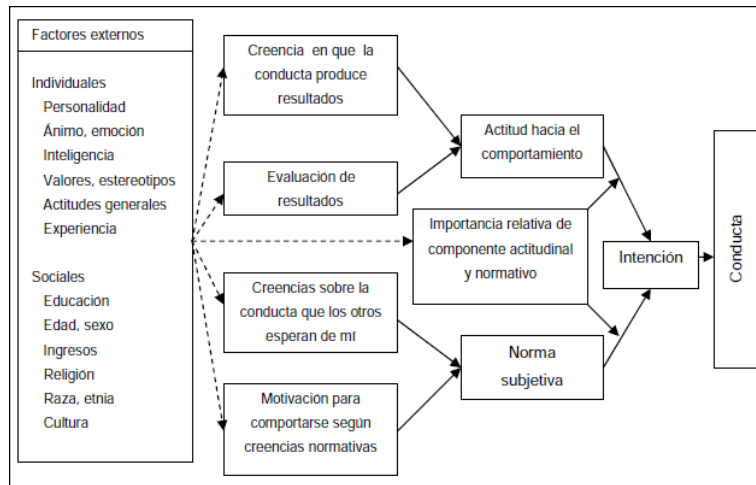 Factores externos
Individuales
Personalidad
Ánimo, emoción
Inteligencia
Valores, estereotipos
Actitudes generales
Experiencia
Sociales
Educación
Edad, sexo
Ingresos
Religión
Raza, etnia
Cultura
Creencia en que la
conducta produce
resultados
Evaluación de
resultados
Creencias sobre la
conducta que los otros
esperan de mí
Motivación para
comportarse según
creencias normativas
Actitud hacia el
comportamiento
Importancia relativa de
componente actitudinal
y normativo
Norma
subjetiva
Intención
Conducta